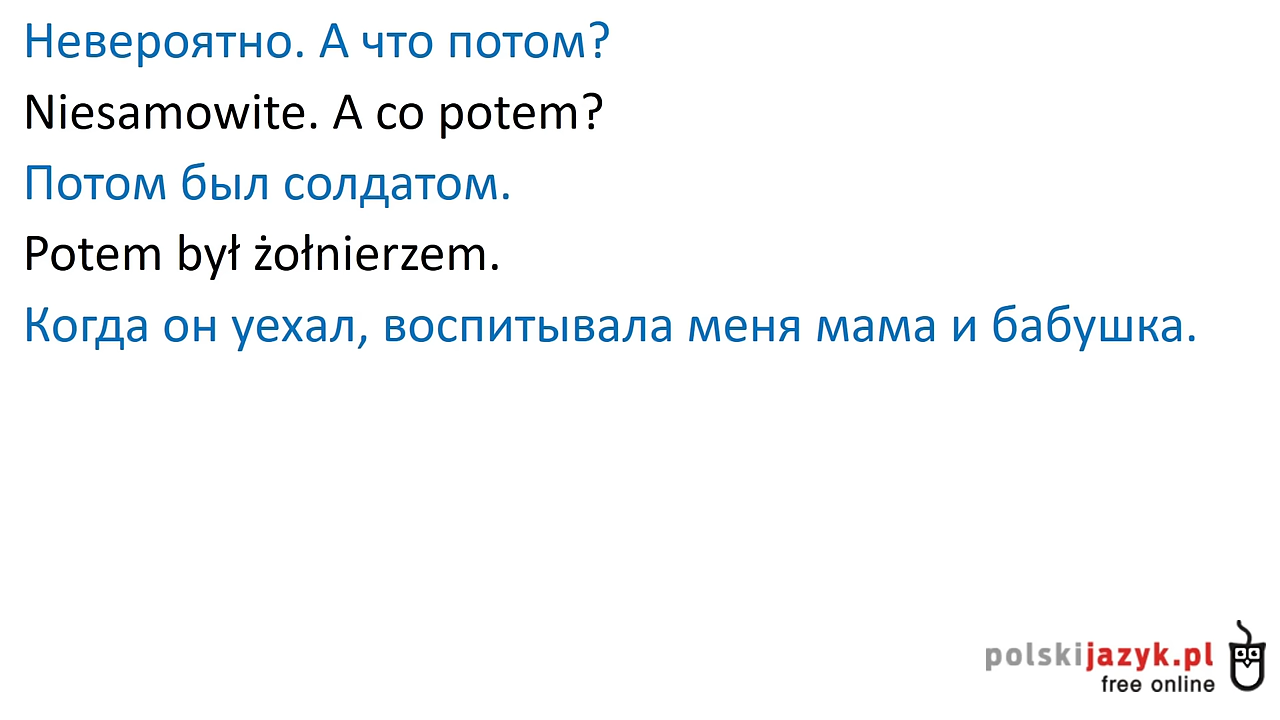 Невероятно. А что потом?
Niesamowite. A co potem?
Потом был солдатом.
Potem był żołnierzem.
Когда он уехал, воспитывала меня мама и бабушка.
polskijazyk.pl
free online